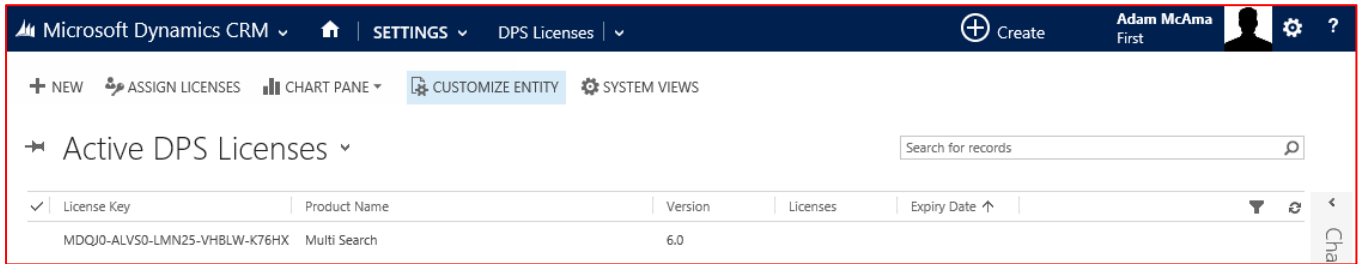 Microsoft Dynamics CRM SETTINGS DPS Licenses Create Adam McAma
First ?
NEW ASSIGN LICENSES CHART PANE CUSTOMIZE ENTITY SYSTEM VIEWS
Active DPS Licenses Search for records
License Key Product Name Version Licenses Expiry Date
MDQJ0-ALVS0-LMN25-VHBLW-K76HX Multi Search 6.0
Cha